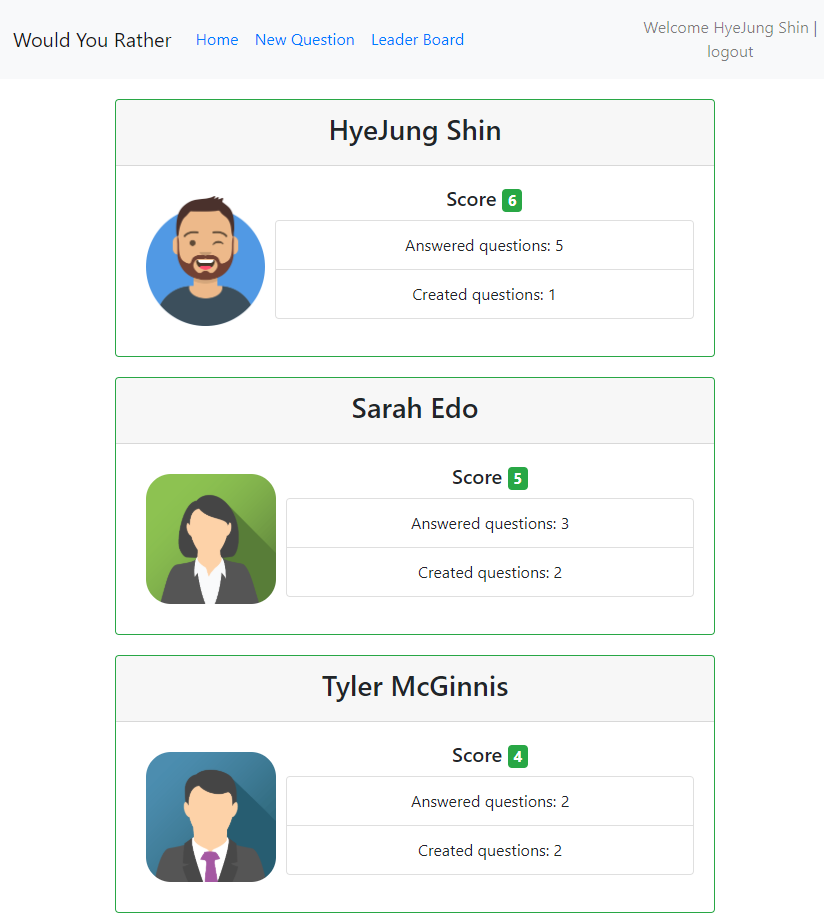 Would You Rather Home New Question Leader Board Welcome HyeJung Shin |
logout
HyeJung Shin
Score 6
Answered questions: 5
Created questions: 1
Sarah Edo
Score 5
Answered questions: 3
Created questions: 2
Tyler McGinnis
Score 4
Answered questions: 2
Created questions: 2